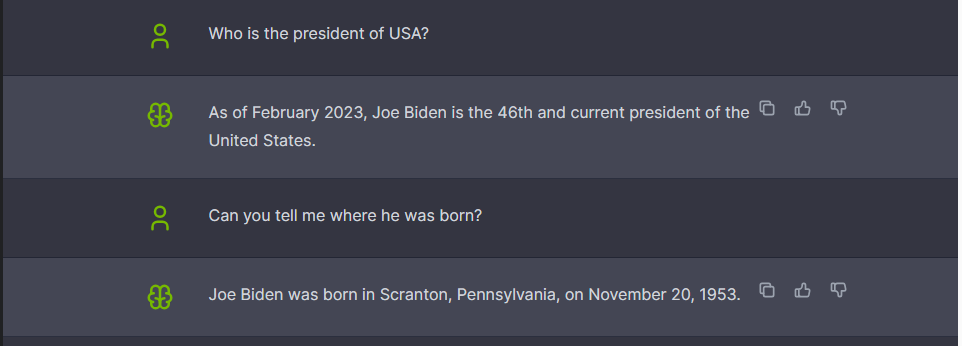 Who is the president of USA?
As of February 2023, Joe Biden is the 46th and current president of the
United States.
Can you tell me where he was born?
Joe Biden was born in Scranton, Pennsylvania, on November 20, 1953.